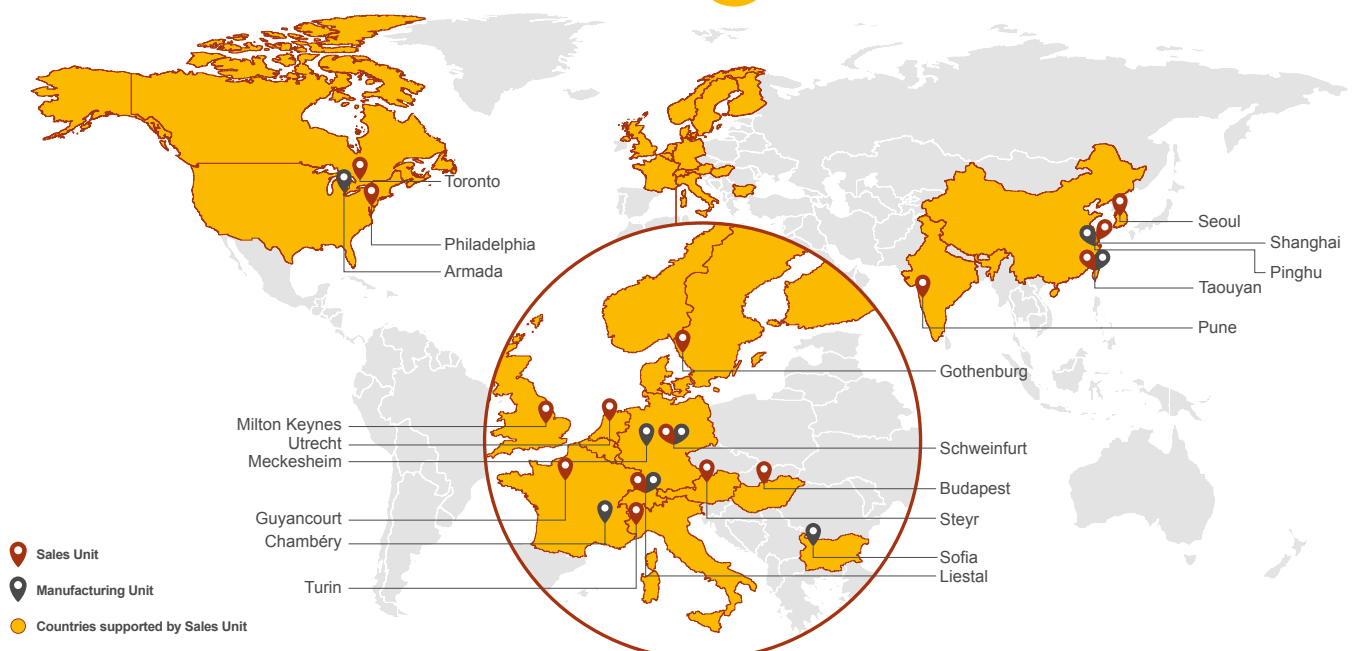 Toronto
Philadelphia
Armada
Seoul
Shanghai
Pinghu
Taouyan
Pune
Gothenburg
Milton Keynes
Utrecht
Meckesheim
Schweinfurt
Budapest
Guyancourt
Steyr
Chambéry
Sofia
Liestal
Turin
Sales Unit
Manufacturing Unit
Countries supported by Sales Unit